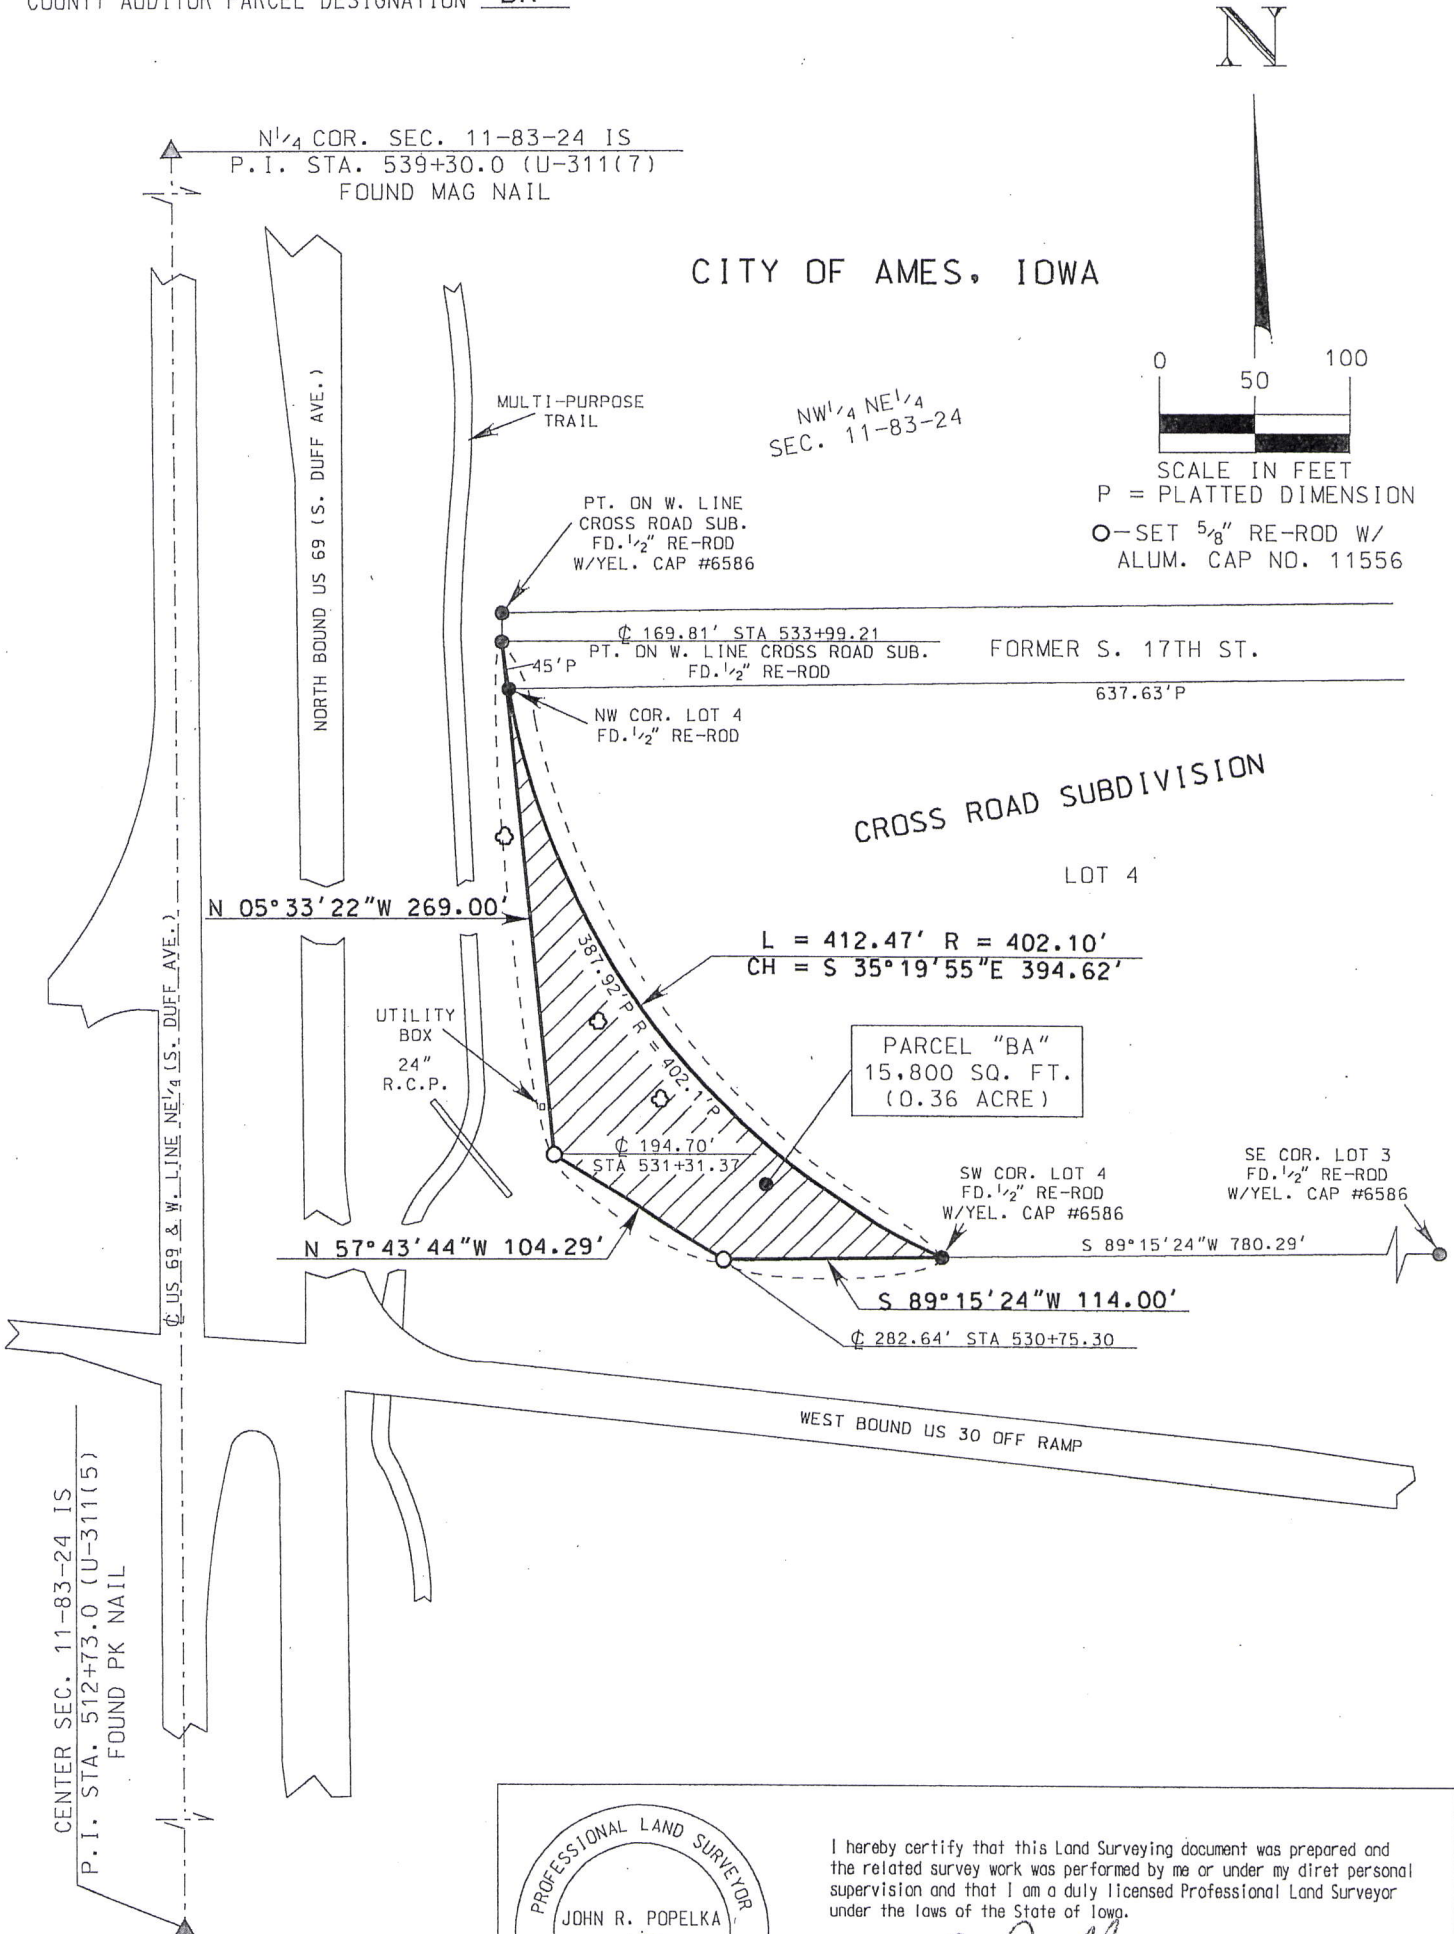 COUNTY AUDITOR PARCEL DESIGNATION
N
N 1/4 COR. SEC. 11-83-24 IS
P.I. STA. 539+30.0 (U-311(7)
FOUND MAG NAIL
CITY OF AMES, IOWA
0 50 100
SCALE IN FEET
P = PLATTED DIMENSION
O-SET 5/8" RE-ROD W/
ALUM. CAP NO. 11556
NORTH BOUND US 69 (S. DUFF AVE.)
MULTI-PURPOSE
TRAIL
NW 1/4 NE 1/4
SEC. 11-83-24
PT. ON W. LINE
CROSS ROAD SUB.
FD. 1/2" RE-ROD
W/YEL. CAP #6586
℄ 169.81' STA 533+99.21
PT. ON W. LINE CROSS ROAD SUB.
FD. 1/2" RE-ROD
45'P
FORMER S. 17TH ST.
637.63'P
NW COR. LOT 4
FD. 1/2" RE-ROD
CROSS ROAD SUBDIVISION
LOT 4
N 05°33'22"W 269.00'
L = 412.47' R = 402.10'
CH = S 35°19'55"E 394.62'
387.92'P R = 402.1'P
UTILITY
BOX
24"
R.C.P.
PARCEL "BA"
15,800 SQ. FT.
(0.36 ACRE)
℄ 194.70'
STA 531+31.37
SW COR. LOT 4
FD. 1/2" RE-ROD
W/YEL. CAP #6586
SE COR. LOT 3
FD. 1/2" RE-ROD
W/YEL. CAP #6586
N 57°43'44"W 104.29'
S 89°15'24"W 780.29'
S 89°15'24"W 114.00'
℄ 282.64' STA 530+75.30
℄ US 69 & W. LINE NE 1/4 (S. DUFF AVE.)
WEST BOUND US 30 OFF RAMP
CENTER SEC. 11-83-24 IS
P.I. STA. 512+73.0 (U-311(5)
FOUND PK NAIL
PROFESSIONAL LAND SURVEYOR
JOHN R. POPELKA
I hereby certify that this Land Surveying document was prepared and
the related survey work was performed by me or under my diret personal
supervision and that I am a duly licensed Professional Land Surveyor
under the laws of the State of Iowa.